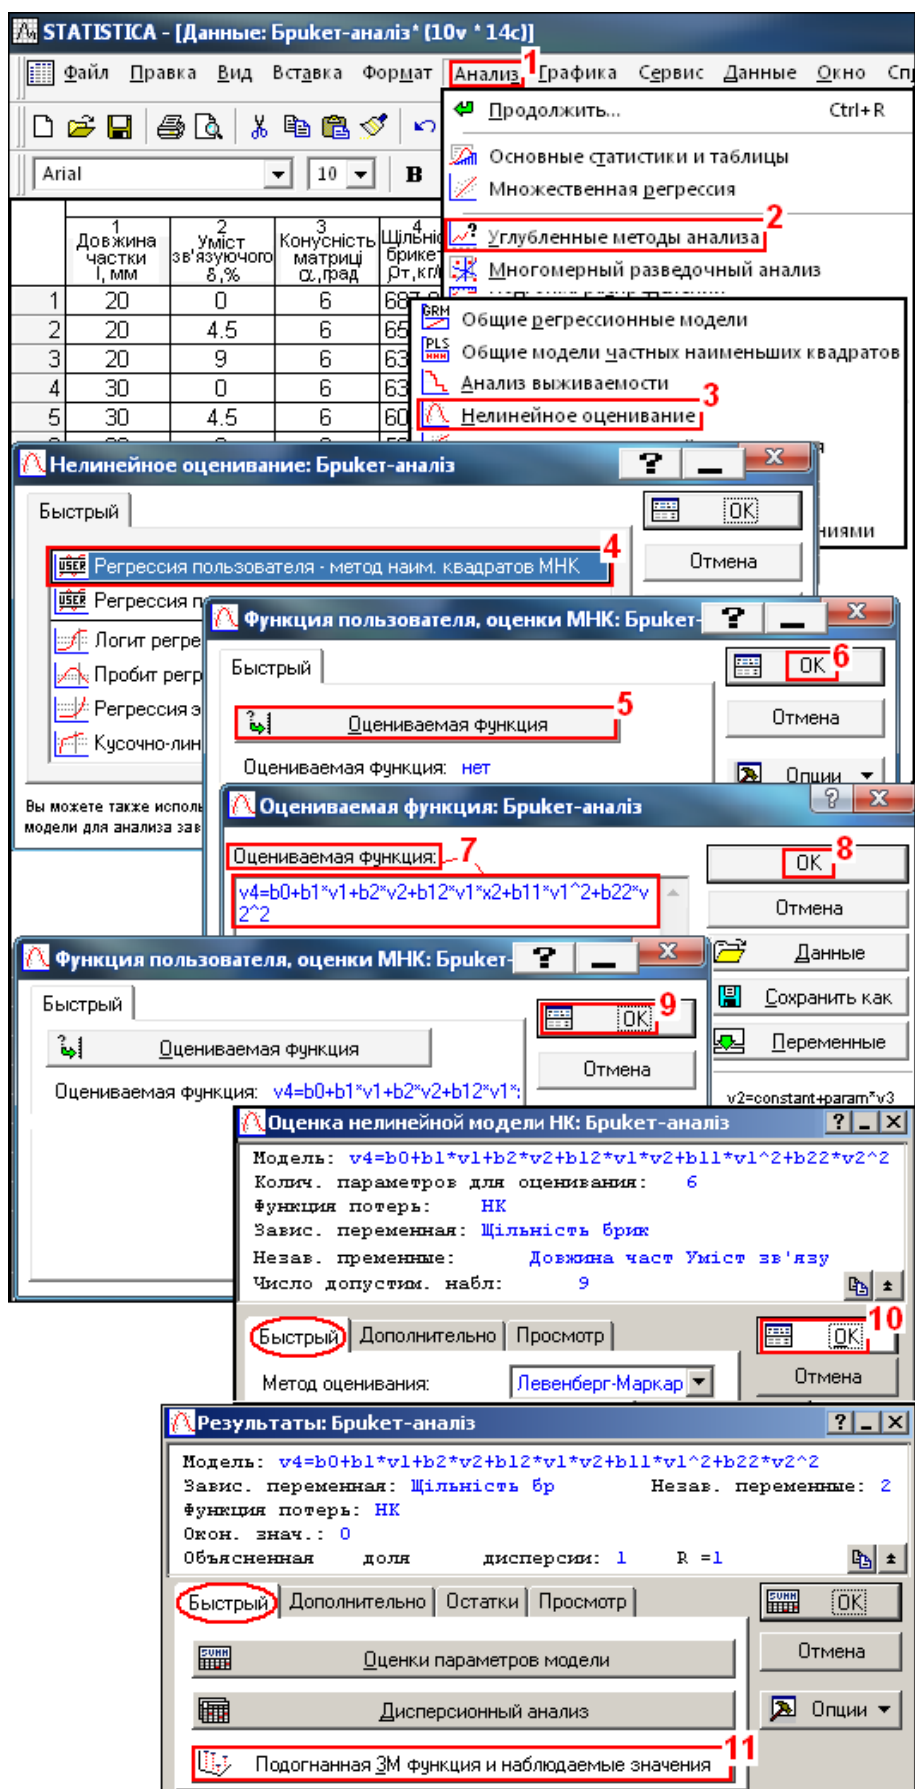 STATISTICA - [Данные: Бриket-аналіз* (10v * 14c)]
Файл Правка Вид Вставка Формат Анализ 1 Графика Сервис Данные Окно
Продолжить... Ctrl+R
Arial 10 B
Основные статистики и таблицы
Множественная регрессия
2
Углубленные методы анализа
Многомерный разведочный анализ
1 2 3 4
Довжина частки l, мм
Уміст зв'язуючого δ,%
Конусність матриці α,град
1 20 0 6
2 20 4.5 6
3 20 9 6
4 30 0 6
5 30 4.5 6
GRM Общие регрессионные модели
PLS Общие модели частных наименьших квадратов
Анализ выживаемости
3
Нелинейное оценивание
Нелинейное оценивание: Бриket-аналіз
Быстрый
OK
Отмена
4
USER Регрессия пользователя - метод наим. квадратов МНК
USER Регрессия п
Логит регре
Пробит регр
Регрессия э
Кусочно-лин
Вы можете также исполь
модели для анализа зав
Функция пользователя, оценки МНК: Бриket-
Быстрый
OK 6
5
Оцениваемая функция
Отмена
Оцениваемая функция: нет
Опции
Оцениваемая функция: Бриket-аналіз
Оцениваемая функция: 7
OK 8
v4=b0+b1*v1+b2*v2+b12*v1*x2+b11*v1^2+b22*v
2^2
Отмена
Данные
Сохранить как
Переменные
v2=constant+param*v3
Функция пользователя, оценки МНК: Бриket-
Быстрый
OK 9
Оцениваемая функция
Отмена
Оцениваемая функция: v4=b0+b1*v1+b2*v2+b12*v1*
Оценка нелинейной модели НК: Бриket-аналіз
Модель: v4=b0+b1*v1+b2*v2+b12*v1*v2+b11*v1^2+b22*v2^2
Колич. параметров для оценивания: 6
Функция потерь: НК
Завис. переменная: Щільність брик
Незав. пременные: Довжина част Уміст зв'язу
Число допустим. набл: 9
Быстрый Дополнительно Просмотр
OK 10
Метод оценивания: Левенберг-Маркар
Отмена
Результаты: Бриket-аналіз
Модель: v4=b0+b1*v1+b2*v2+b12*v1*v2+b11*v1^2+b22*v2^2
Завис. переменная: Щільність бр Незав. переменные: 2
Функция потерь: НК
Окон. знач.: 0
Объясненная доля дисперсии: 1 R =1
Быстрый Дополнительно Остатки Просмотр
OK
Оценки параметров модели
Отмена
Дисперсионный анализ
Опции
11
Подогнанная 3М функция и наблюдаемые значения